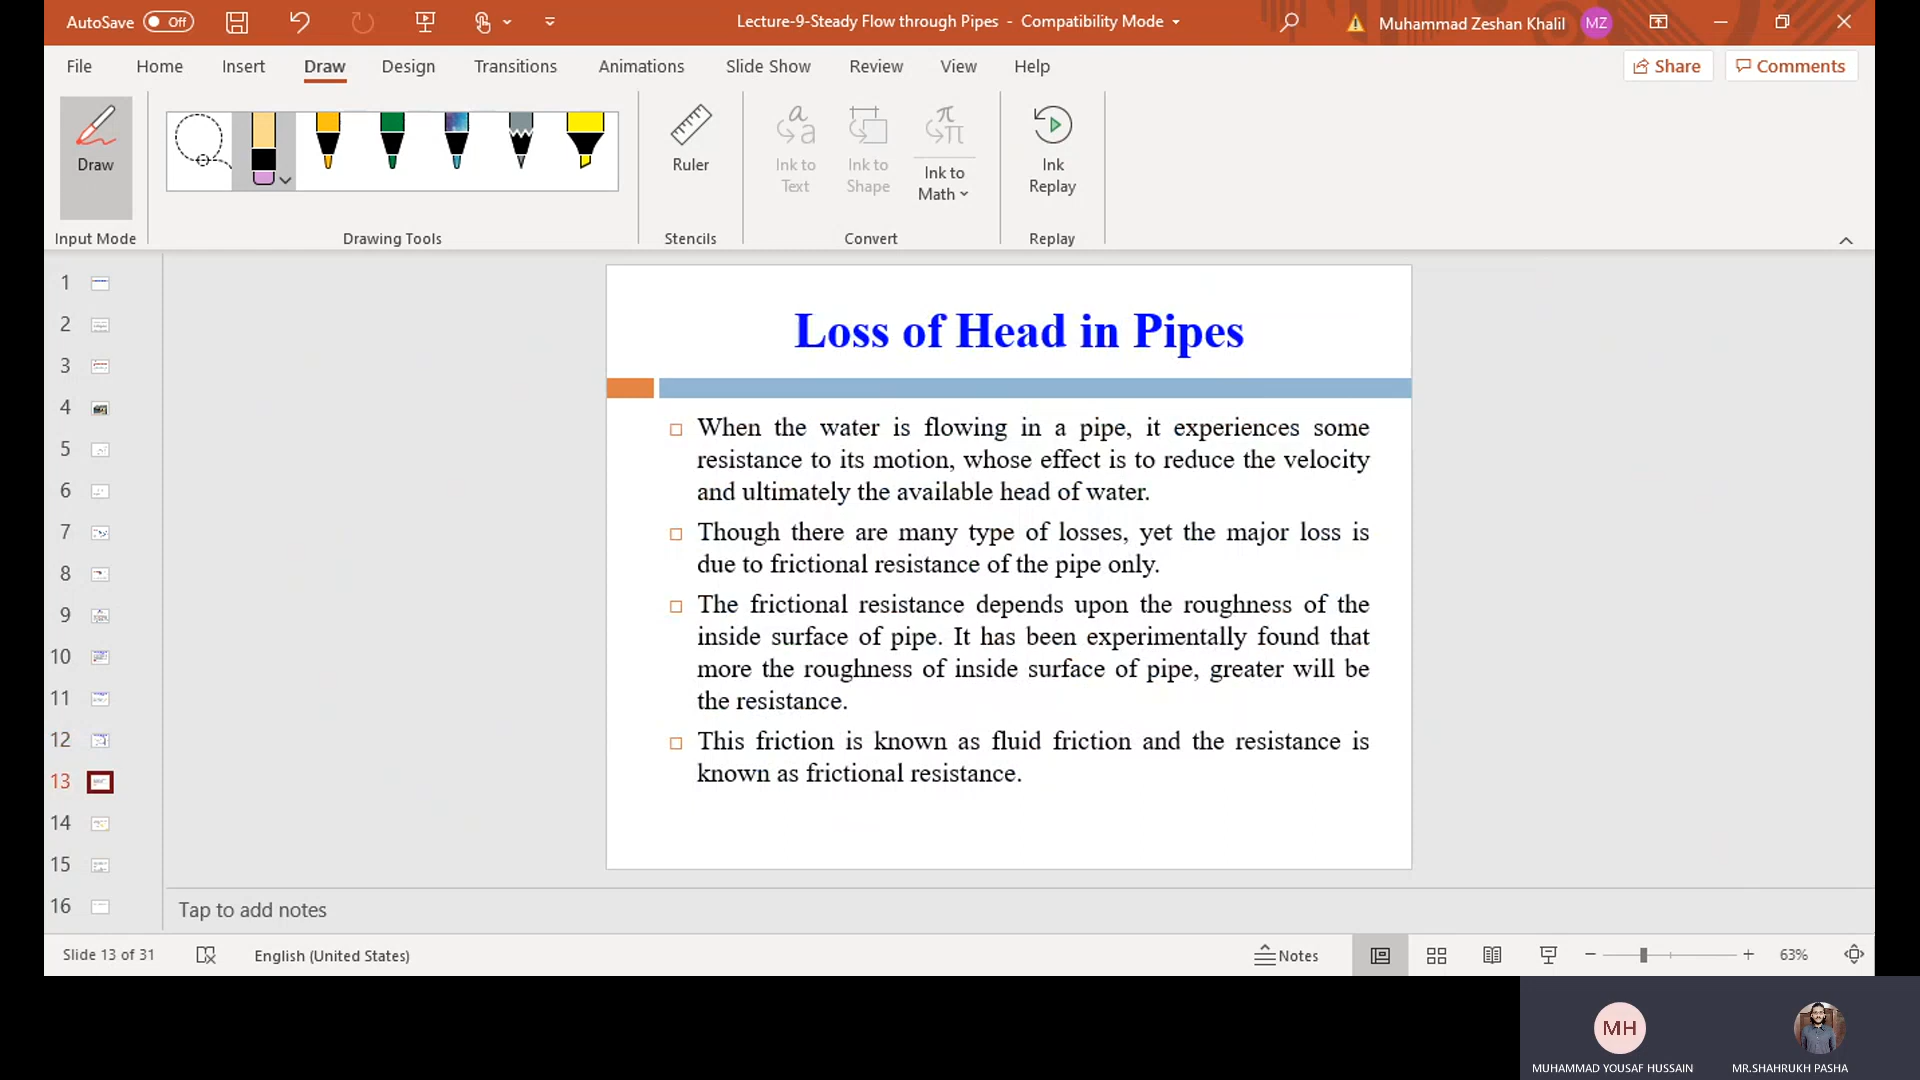 AutoSave Off
Lecture-9-Steady Flow through Pipes - Compatibility Mode
Muhammad Zeshan Khalil MZ
File Home Insert Draw Design Transitions Animations Slide Show Review View Help
Share Comments
Draw
Ruler
Ink to Text
Ink to Shape
Ink to Math
Ink Replay
Input Mode
Drawing Tools
Stencils
Convert
Replay
1
2
3
4
5
6
7
8
9
10
11
12
13
14
15
16
Loss of Head in Pipes
When the water is flowing in a pipe, it experiences some
resistance to its motion, whose effect is to reduce the velocity
and ultimately the available head of water.
Though there are many type of losses, yet the major loss is
due to frictional resistance of the pipe only.
The frictional resistance depends upon the roughness of the
inside surface of pipe. It has been experimentally found that
more the roughness of inside surface of pipe, greater will be
the resistance.
This friction is known as fluid friction and the resistance is
known as frictional resistance.
Tap to add notes
Slide 13 of 31
English (United States)
Notes
63%
MH
MUHAMMAD YOUSAF HUSSAIN
MR.SHAHRUKH PASHA